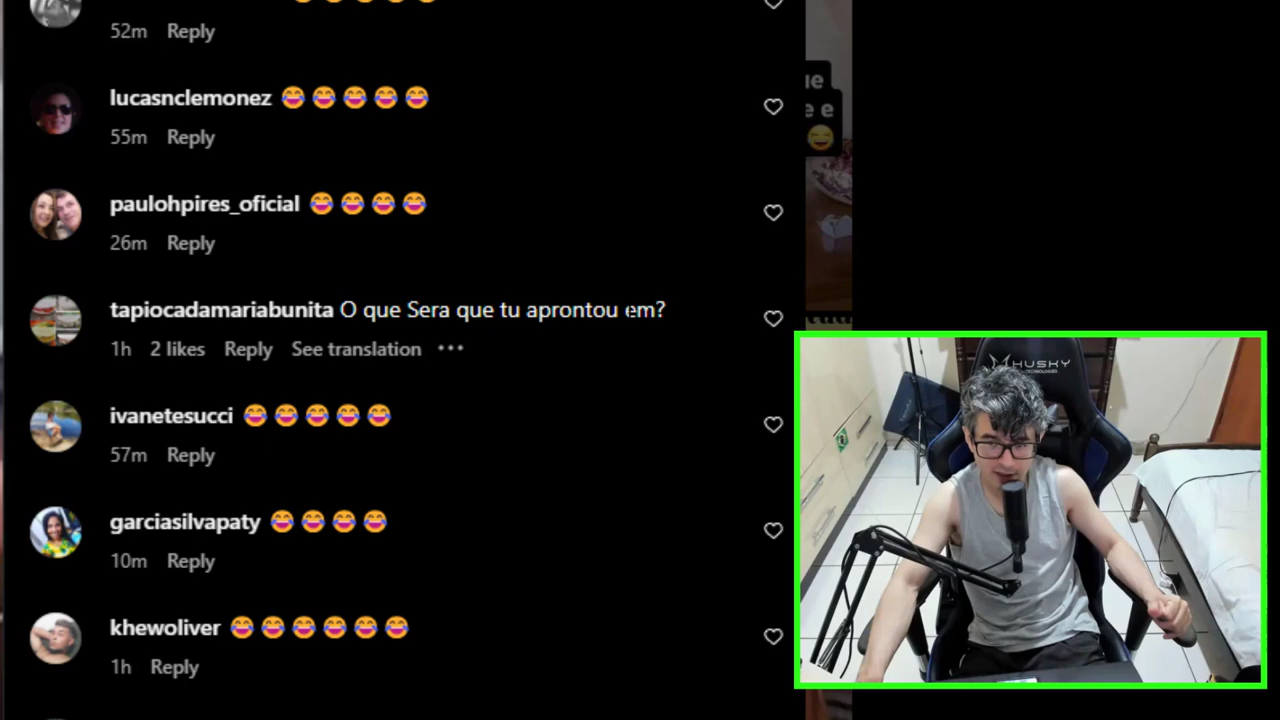 😂😂😂😂😂
52m Reply
lucasnclemonez 😂😂😂😂😂
55m Reply
paulohpires_oficial 😂😂😂😂
26m Reply
tapiocadamariabunita O que Sera que tu aprontou em?
1h 2 likes Reply See translation •••
ivanetesucci 😂😂😂😂😂
57m Reply
garciasilvapaty 😂😂😂😂
10m Reply
khewoliver 😂😂😂😂😂😂
1h Reply
e e
HUSKY